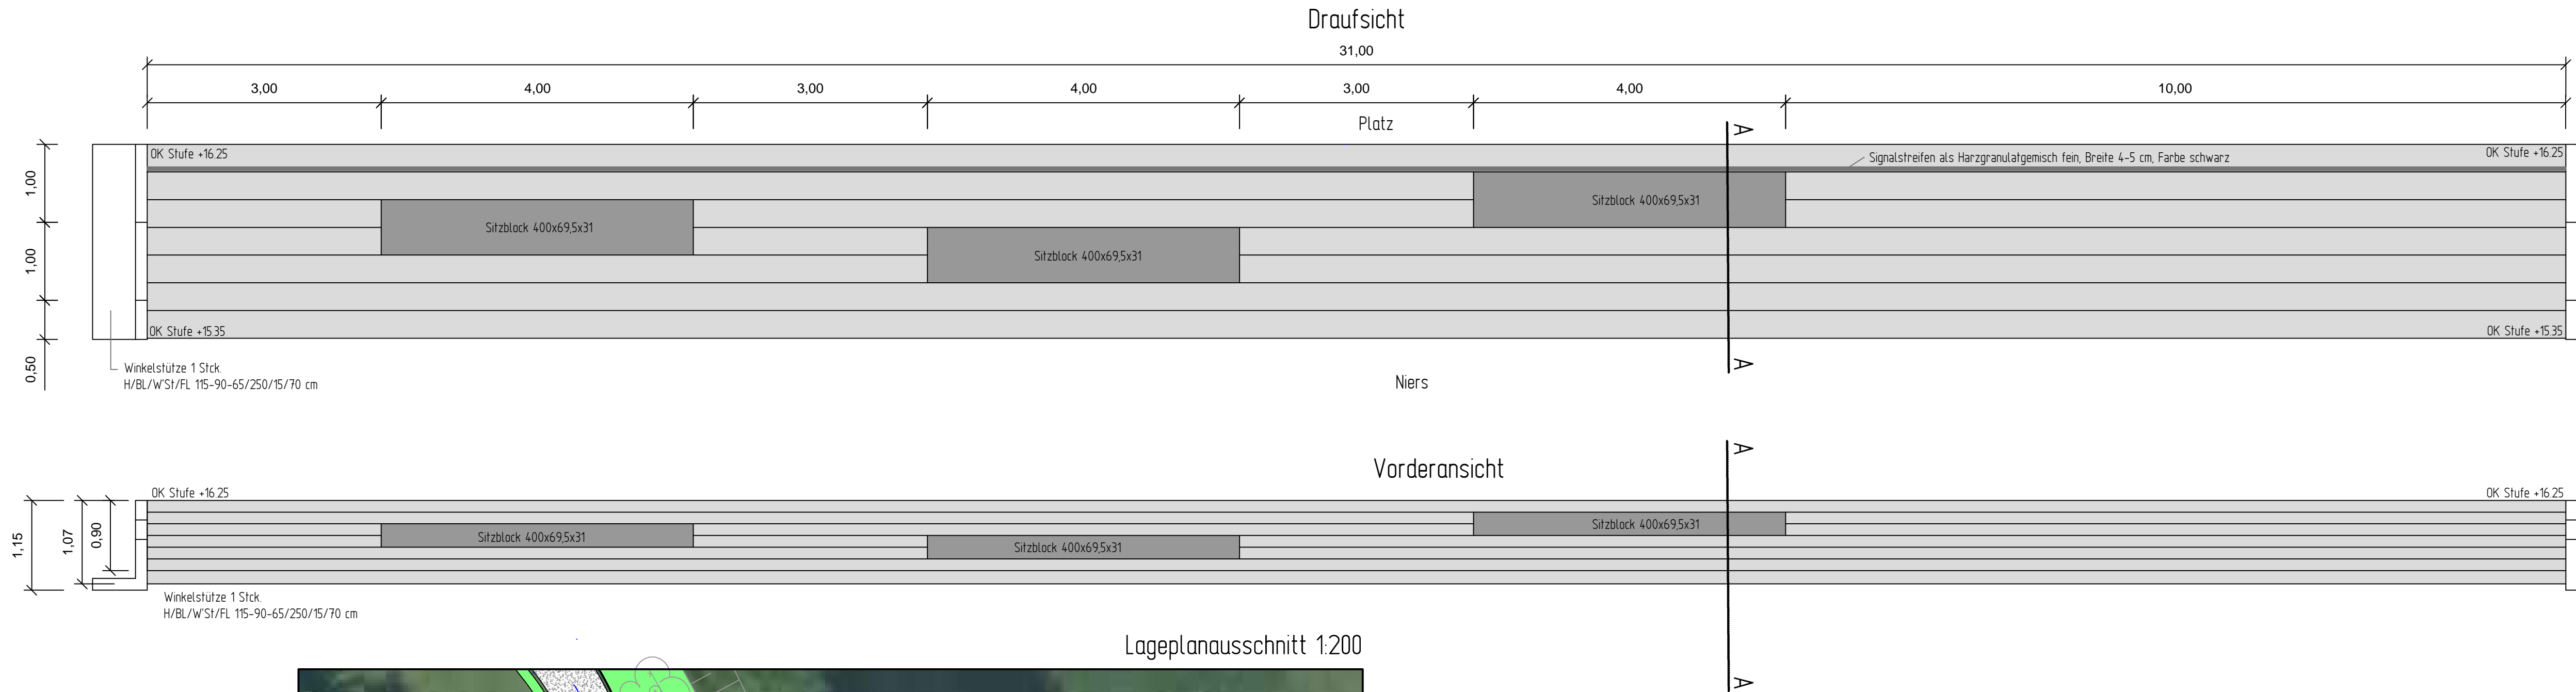 Draufsicht
31,00
3,00 4,00 3,00 4,00 3,00 4,00 10,00
Platz
A
OK Stufe +16.25
Signalstreifen als Harzgranulatgemisch fein, Breite 4-5 cm, Farbe schwarz
OK Stufe +16.25
1,00
Sitzblock 400x69,5x31
Sitzblock 400x69,5x31
Sitzblock 400x69,5x31
1,00
OK Stufe +15.35
OK Stufe +15.35
0,50
A
Winkelstütze 1 Stck.
H/BL/W'St/FL 115-90-65/250/15/70 cm
Niers
A
Vorderansicht
OK Stufe +16.25
OK Stufe +16.25
1,15
1,07
0,90
Sitzblock 400x69,5x31
Sitzblock 400x69,5x31
Sitzblock 400x69,5x31
Winkelstütze 1 Stck.
H/BL/W'St/FL 115-90-65/250/15/70 cm
Lageplanausschnitt 1:200
A